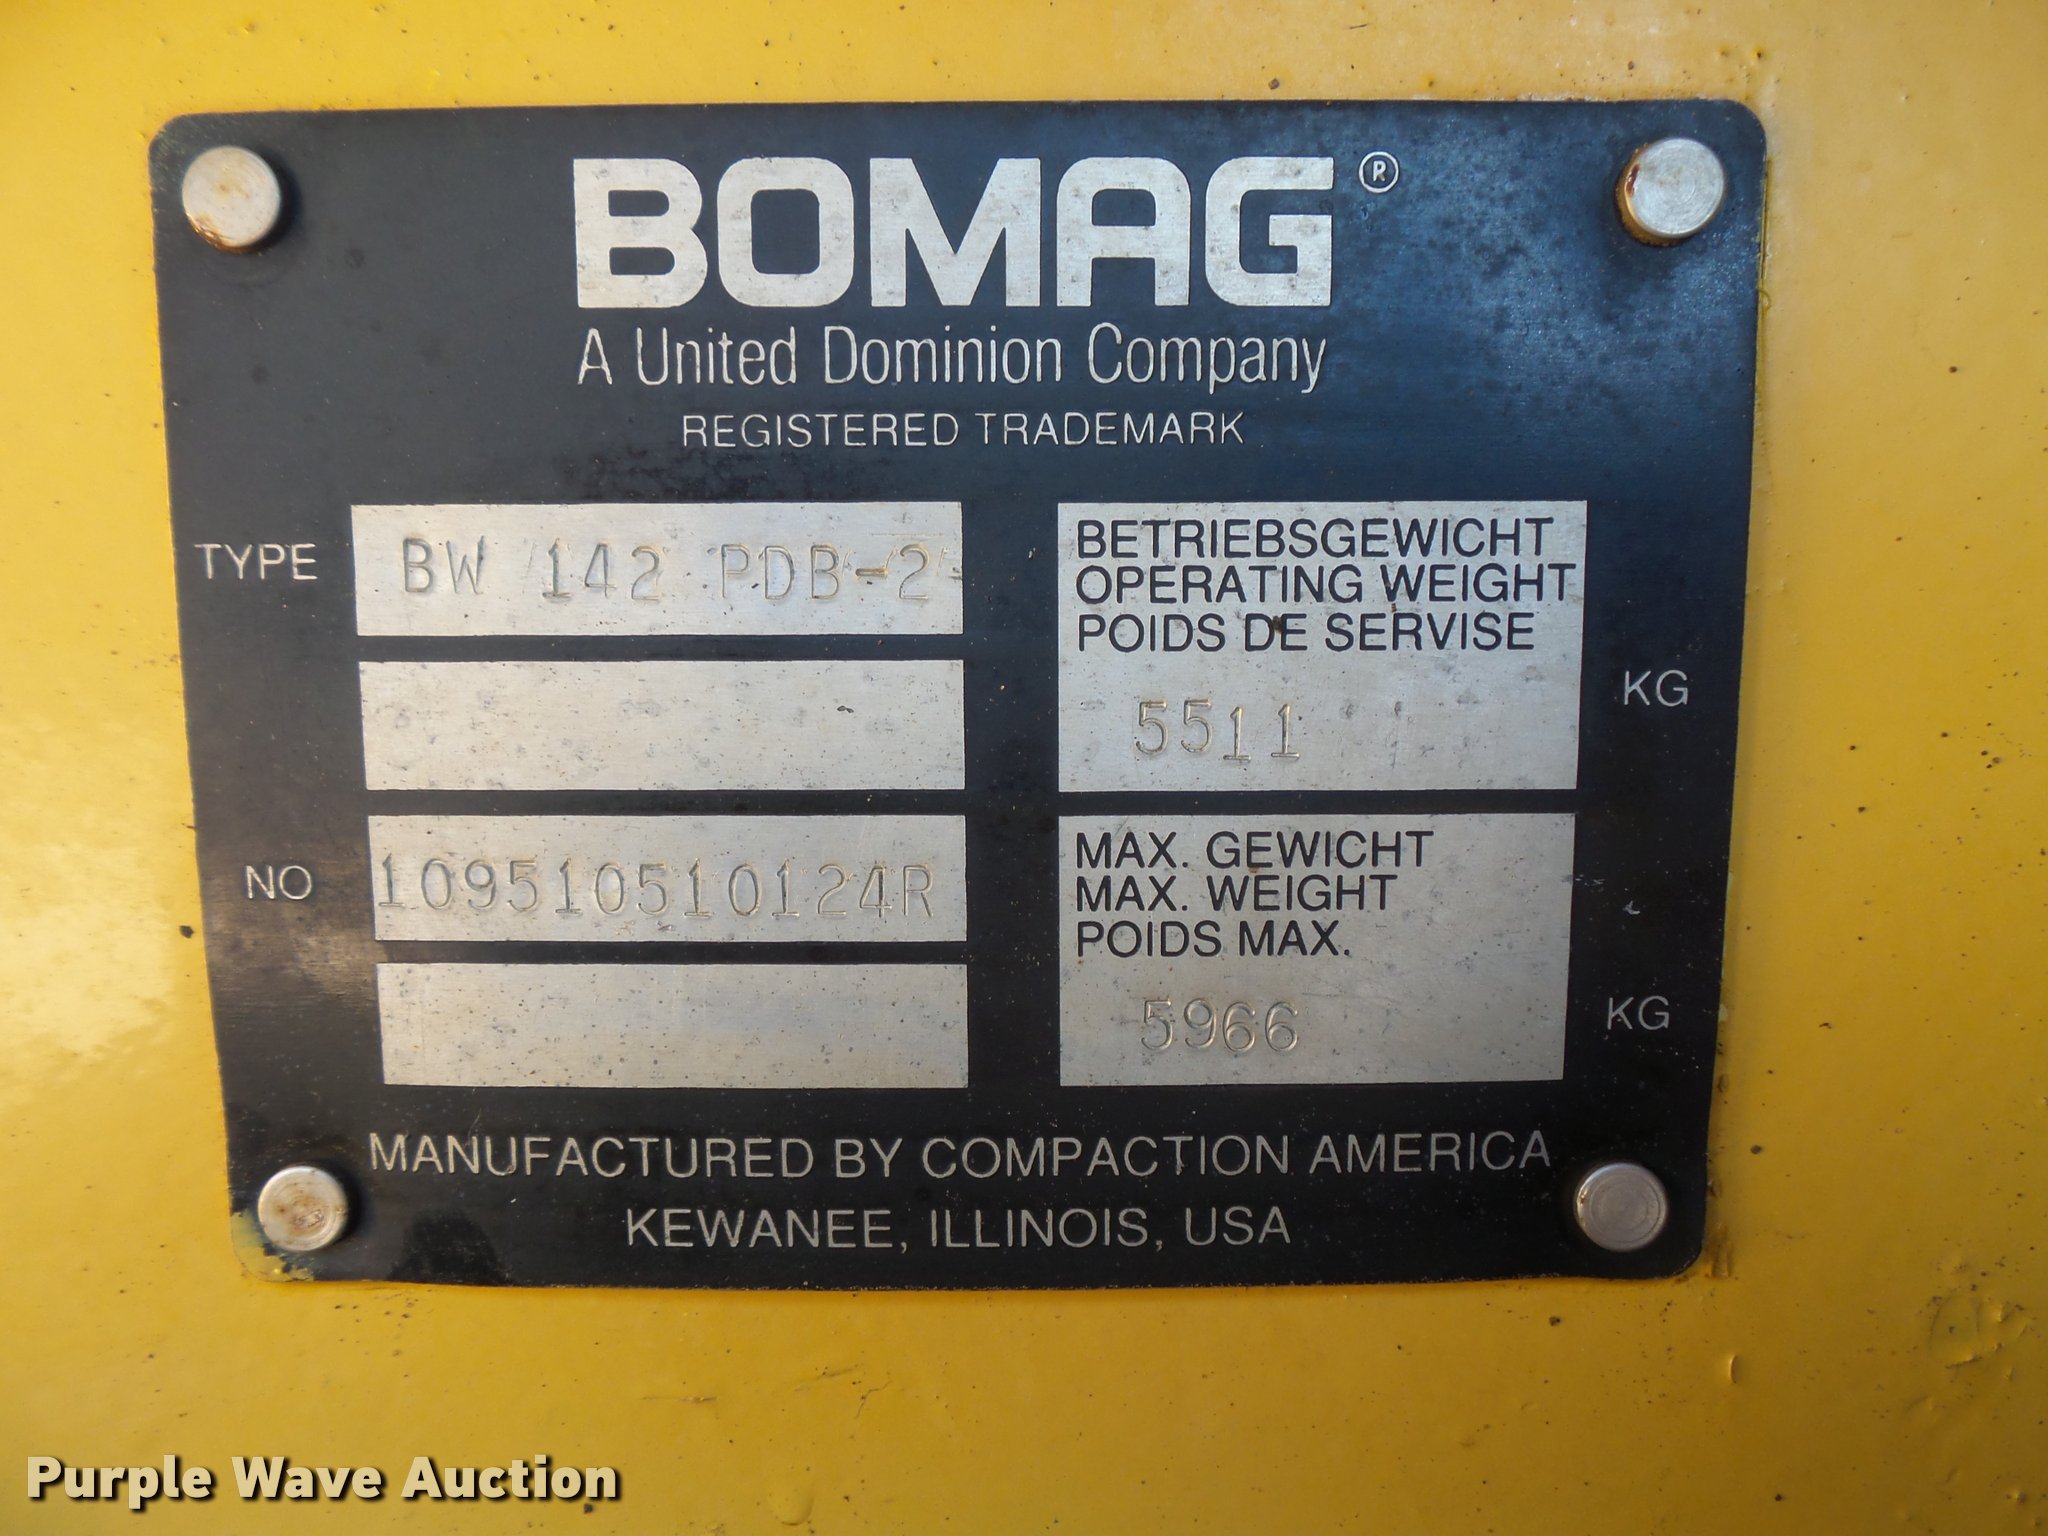 BOMAG®
A United Dominion Company
REGISTERED TRADEMARK
TYPE BW 142 PDB-2
BETRIEBSGEWICHT
OPERATING WEIGHT
POIDS DE SERVISE
5511 KG
NO 109510510124R
MAX. GEWICHT
MAX. WEIGHT
POIDS MAX.
5966 KG
MANUFACTURED BY COMPACTION AMERICA
KEWANEE, ILLINOIS, USA
Purple Wave Auction